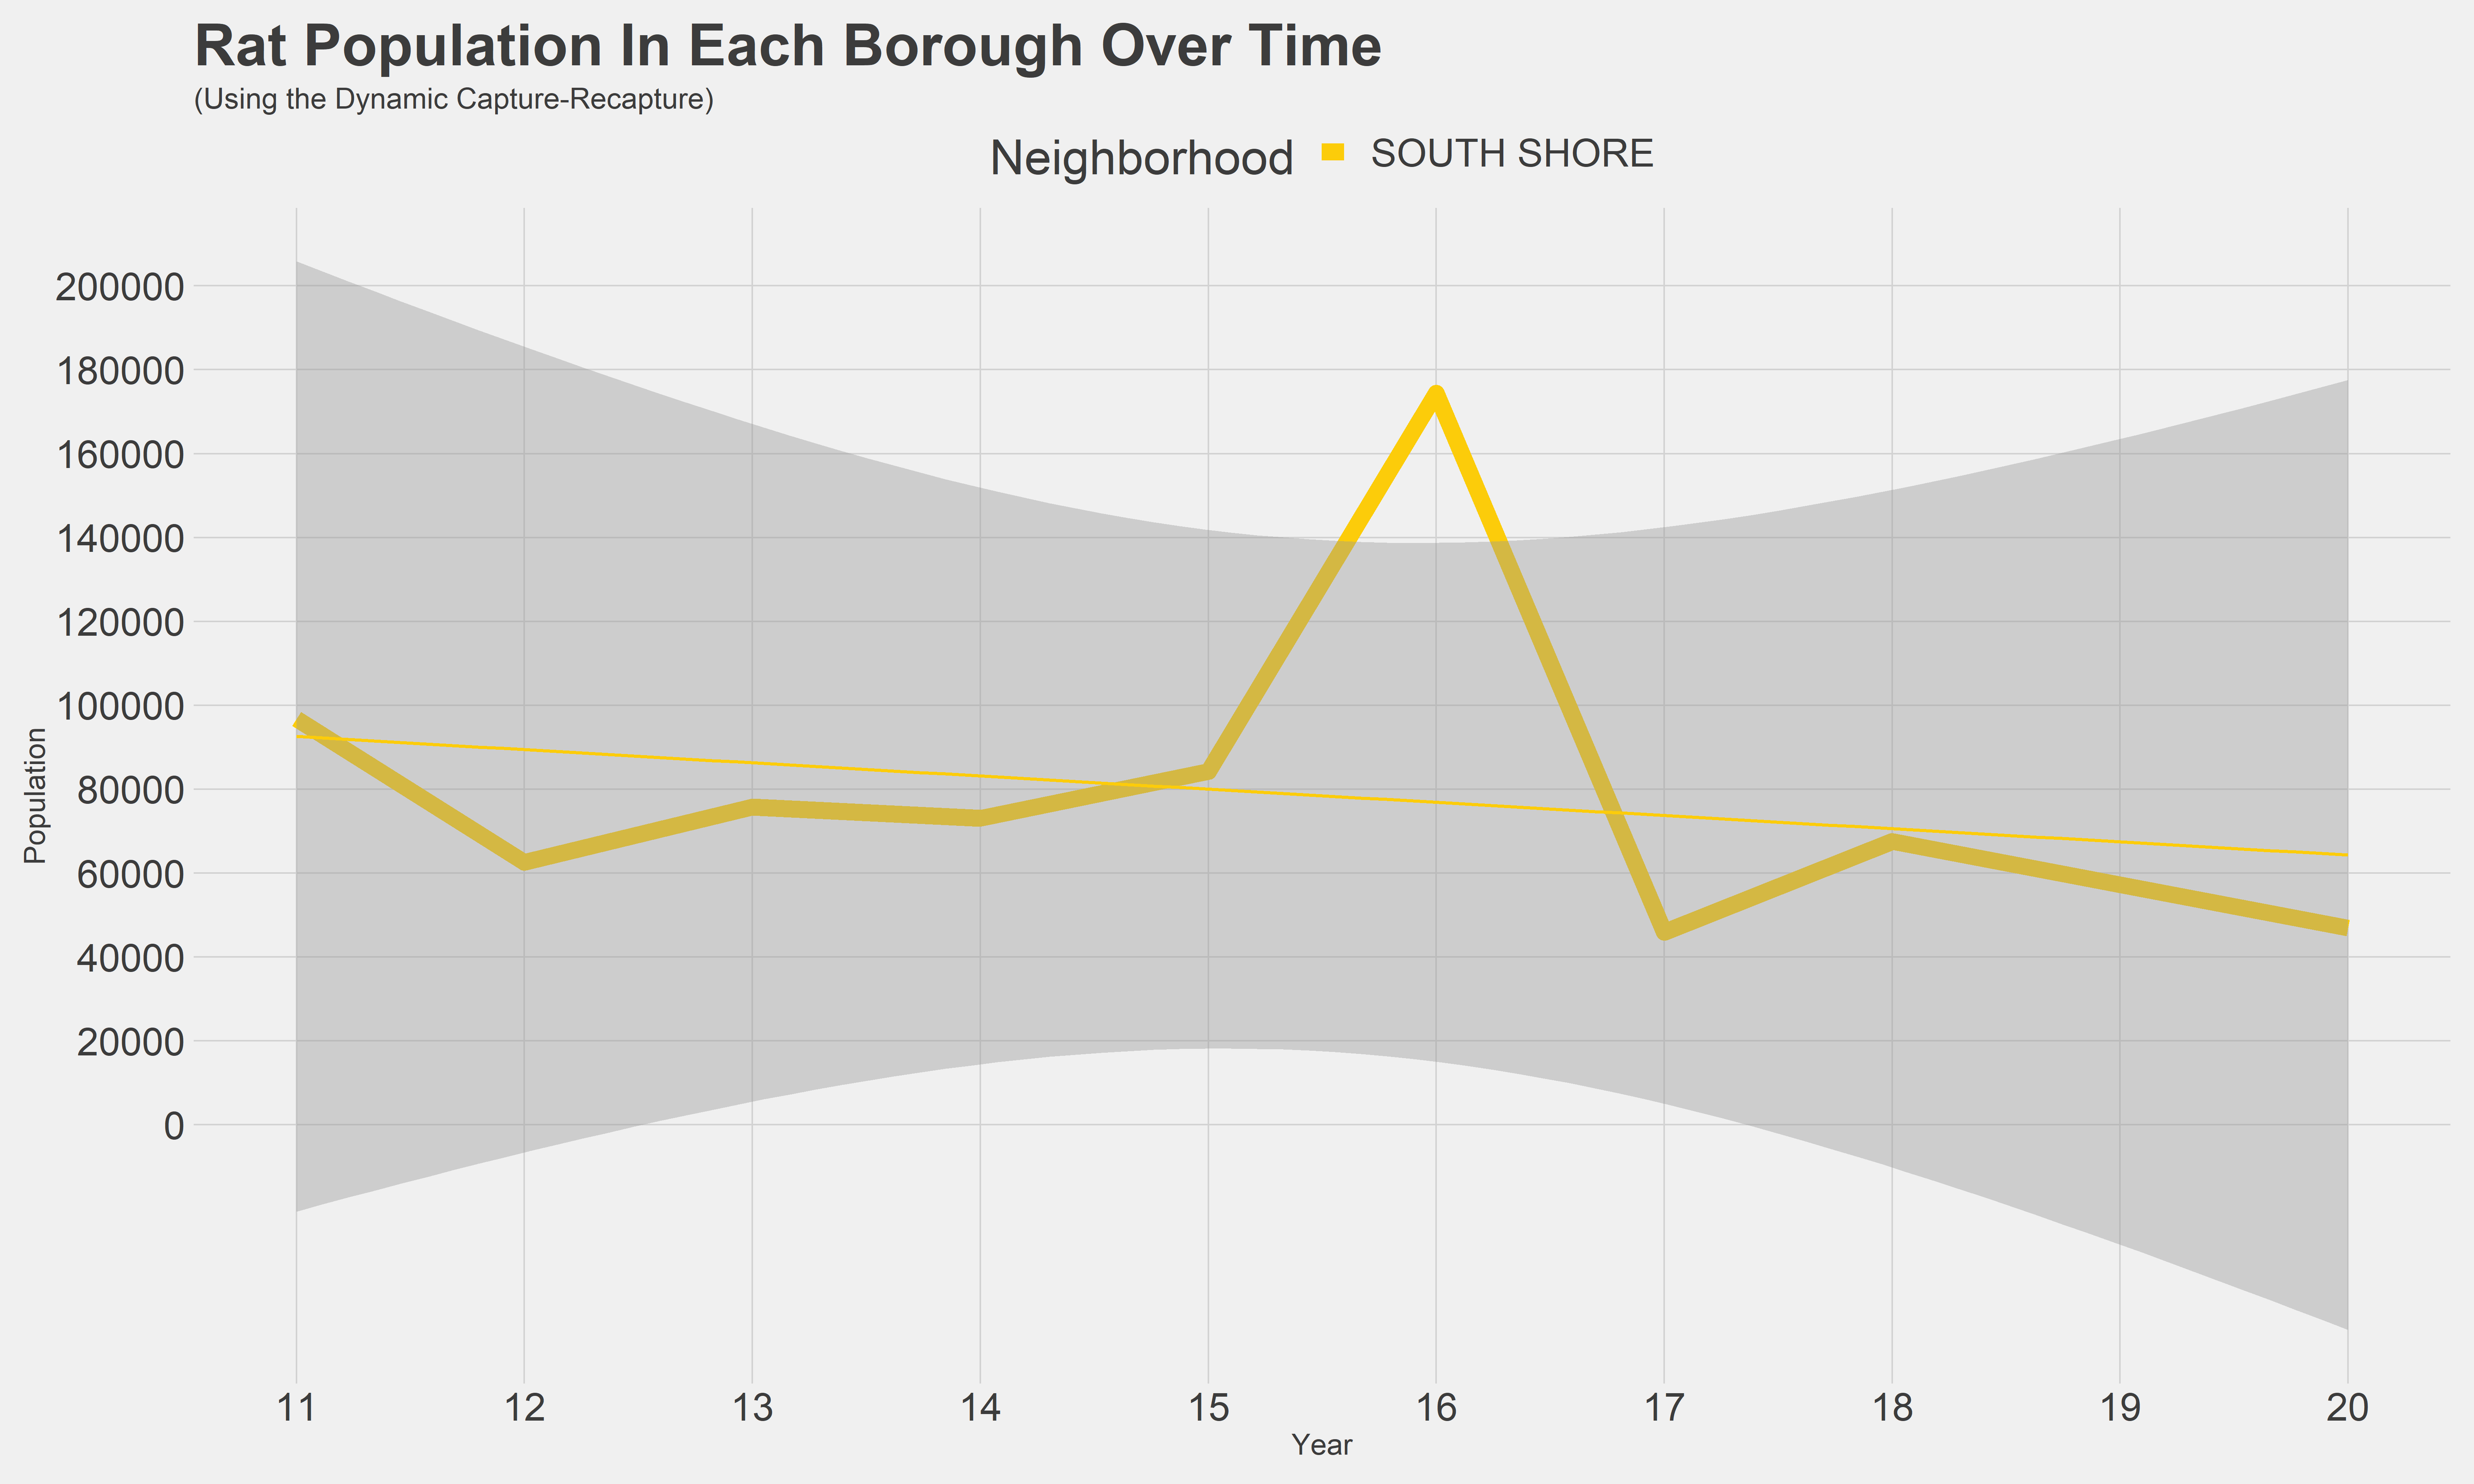 Rat Population In Each Borough Over Time
(Using the Dynamic Capture-Recapture)
Neighborhood SOUTH SHORE
200000
180000
160000
140000
120000
100000
80000
60000
40000
20000
0
Population
11 12 13 14 15 16 17 18 19 20
Year